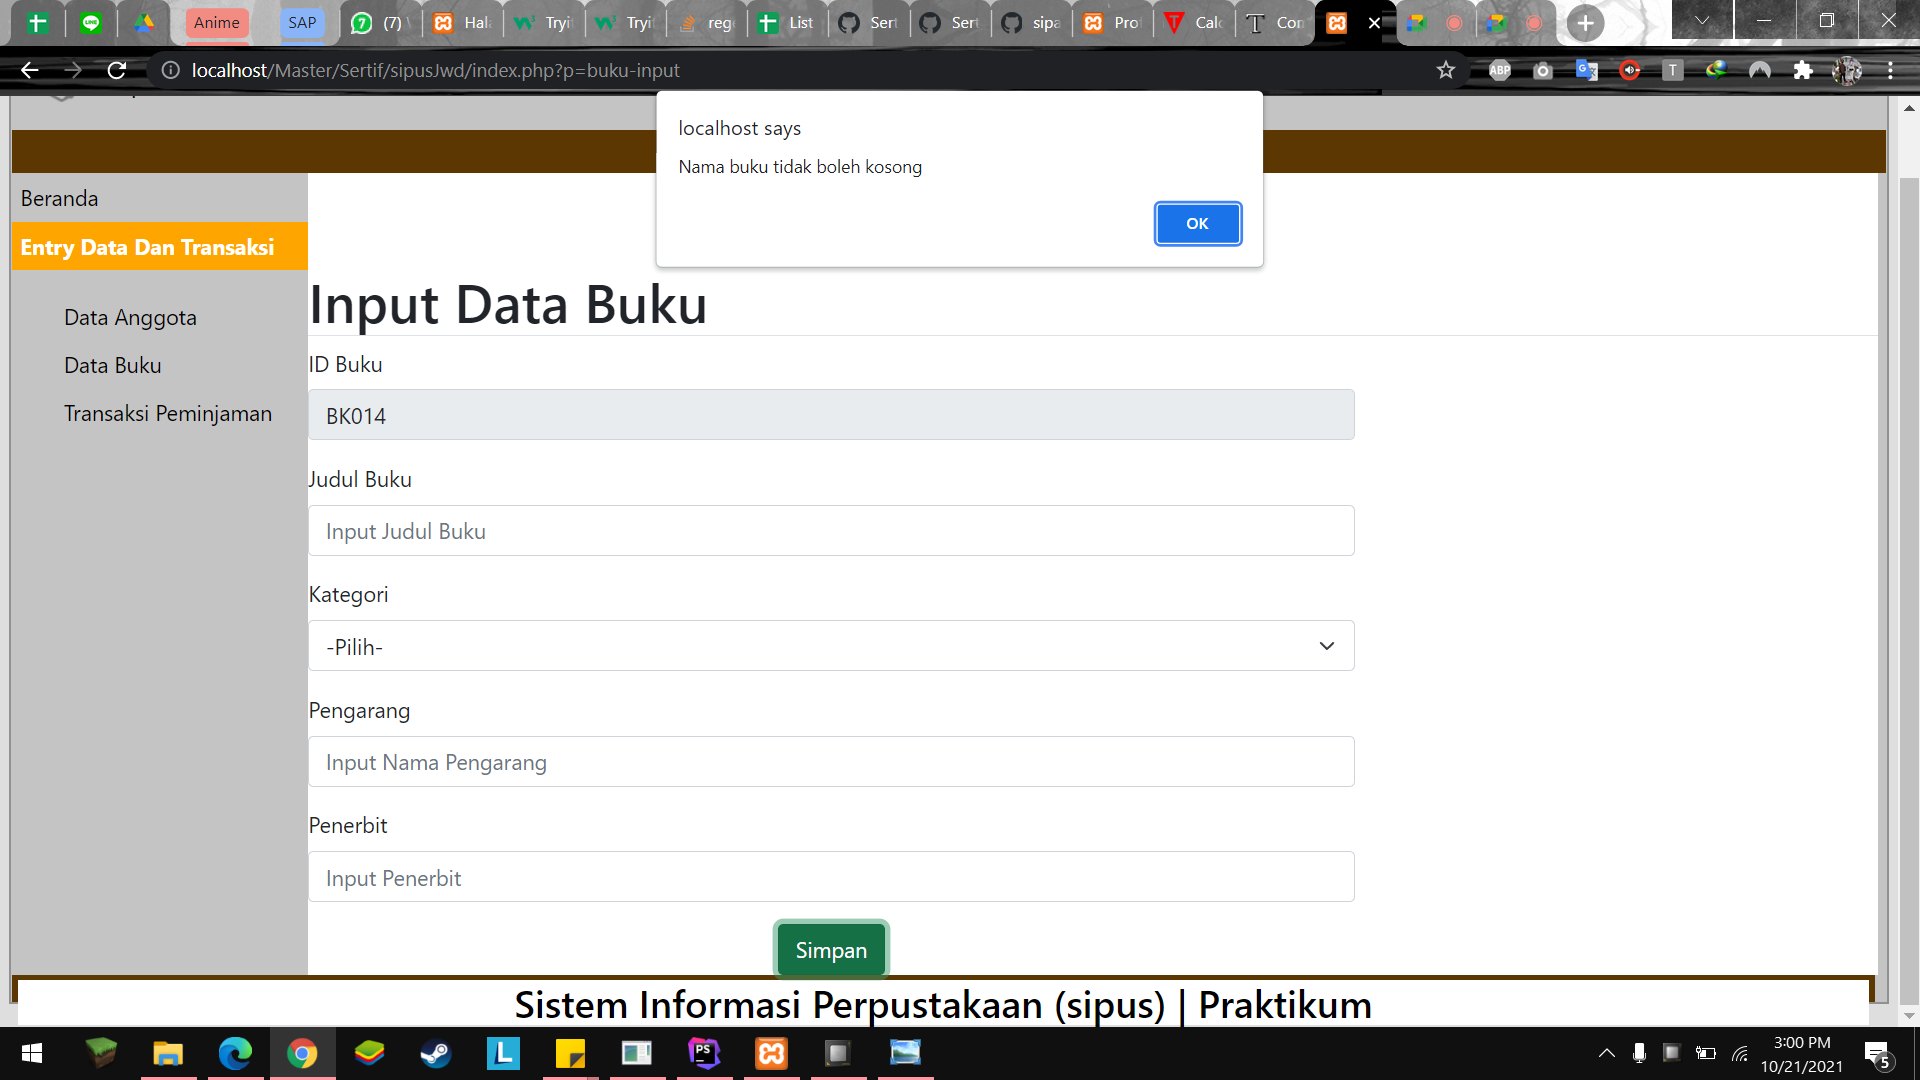 Anime
SAP
(7)
Hal
Tryi
Tryi
reg
List
Sert
Ser
sipa
Pro
Calc
Con
localhost/Master/Sertif/sipusJwd/index.php?p=buku-input
ABP
T
localhost says
Nama buku tidak boleh kosong
OK
Beranda
Entry Data Dan Transaksi
Data Anggota
Data Buku
Transaksi Peminjaman
Input Data Buku
ID Buku
BK014
Judul Buku
Input Judul Buku
Kategori
-Pilih-
Pengarang
Input Nama Pengarang
Penerbit
Input Penerbit
Simpan
Sistem Informasi Perpustakaan (sipus) | Praktikum
L
PS
3:00 PM
10/21/2021
5